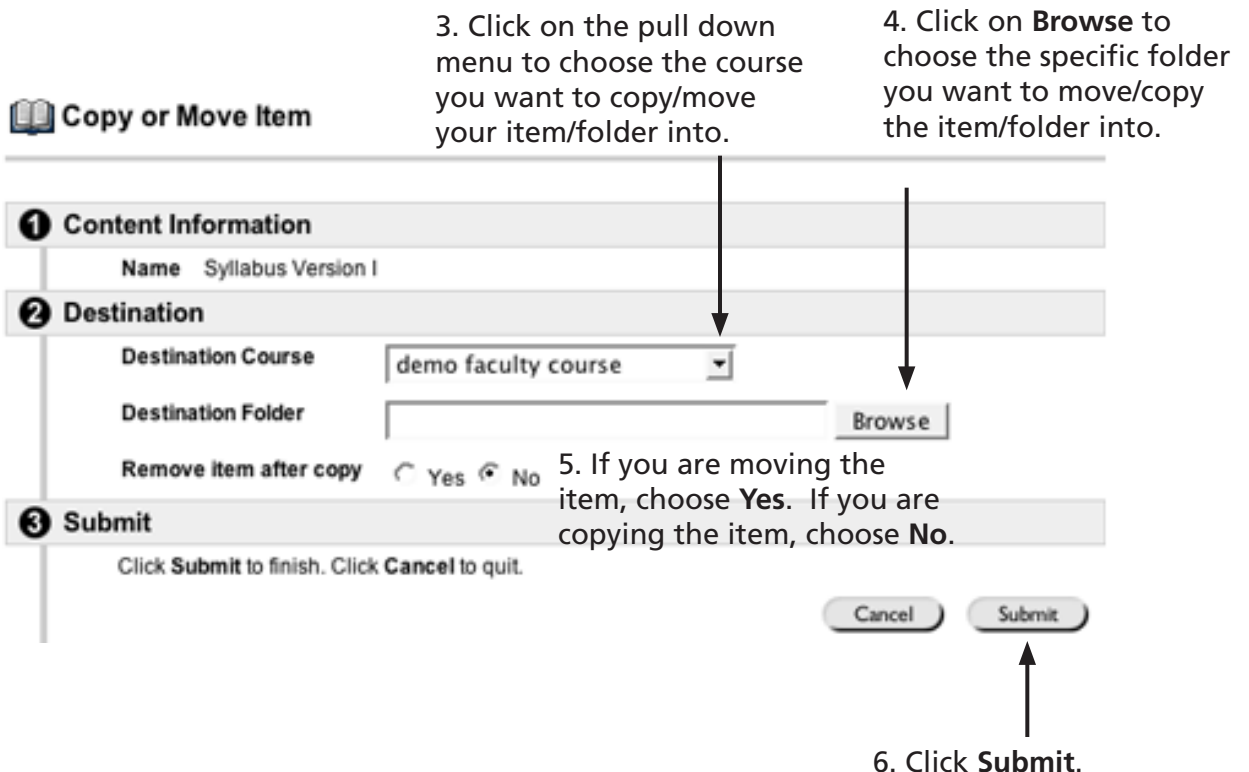 3. Click on the pull down
menu to choose the course
you want to copy/move
your item/folder into.
4. Click on Browse to
choose the specific folder
you want to move/copy
the item/folder into.
Copy or Move Item
1 Content Information
Name Syllabus Version I
2 Destination
Destination Course demo faculty course
Destination Folder Browse
Remove item after copy Yes No
5. If you are moving the
item, choose Yes. If you are
copying the item, choose No.
3 Submit
Click Submit to finish. Click Cancel to quit.
Cancel Submit
6. Click Submit.